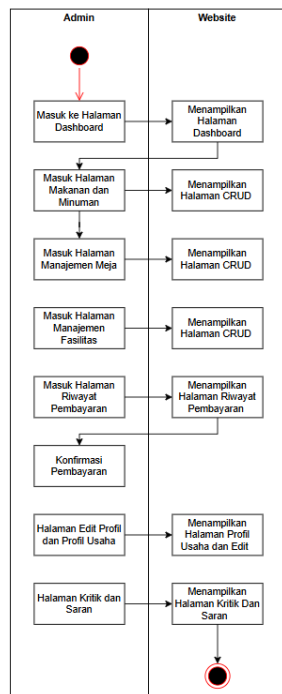 Admin
Website
Masuk ke Halaman
Dashboard
Menampilkan
Halaman
Dashboard
Masuk Halaman
Makanan dan
Minuman
Menampilkan
Halaman CRUD
Masuk Halaman
Manajemen Meja
Menampilkan
Halaman CRUD
Masuk Halaman
Manajemen
Fasilitas
Menampilkan
Halaman CRUD
Masuk Halaman
Riwayat
Pembayaran
Menampilkan
Halaman Riwayat
Pembayaran
Konfirmasi
Pembayaran
Halaman Edit Profil
dan Profil Usaha
Menampilkan
Halaman Profil
Usaha dan Edit
Halaman Kritik dan
Saran
Menampilkan
Halaman Kritik Dan
Saran